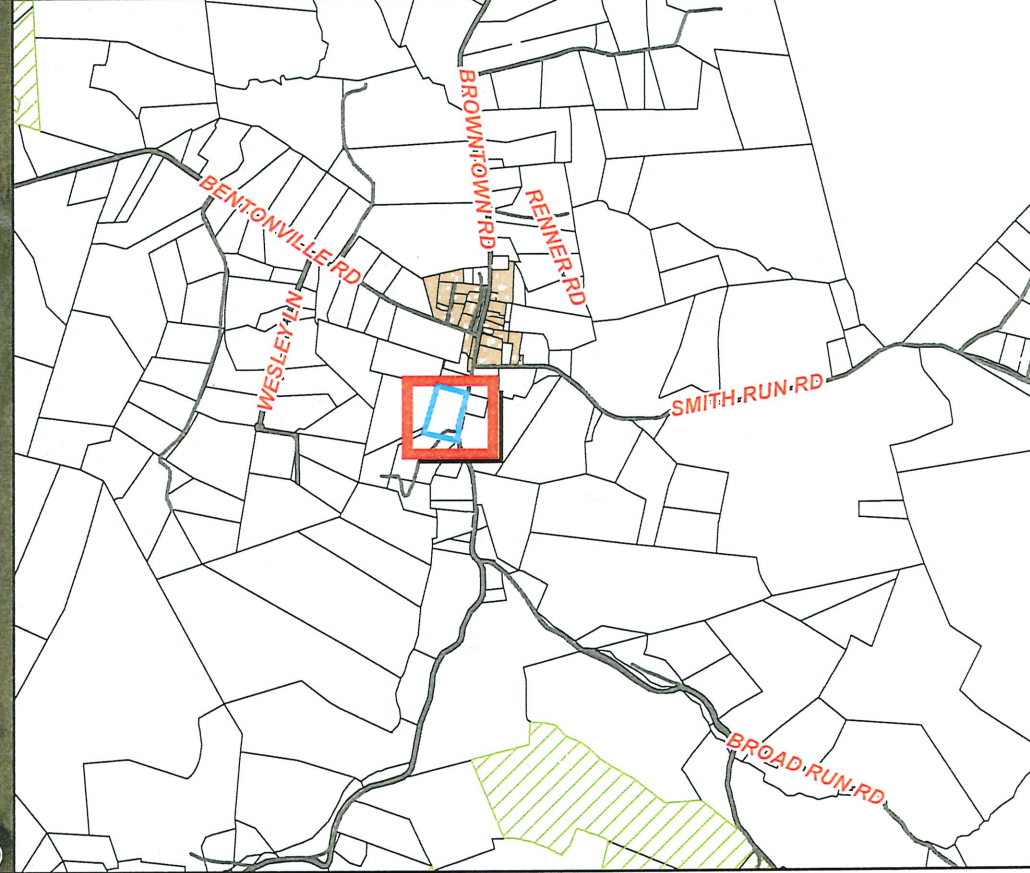 BROWNTOWN RD
BENTONVILLE RD
RENNER RD
WESLEY LN
SMITH RUN RD
BROAD RUN RD